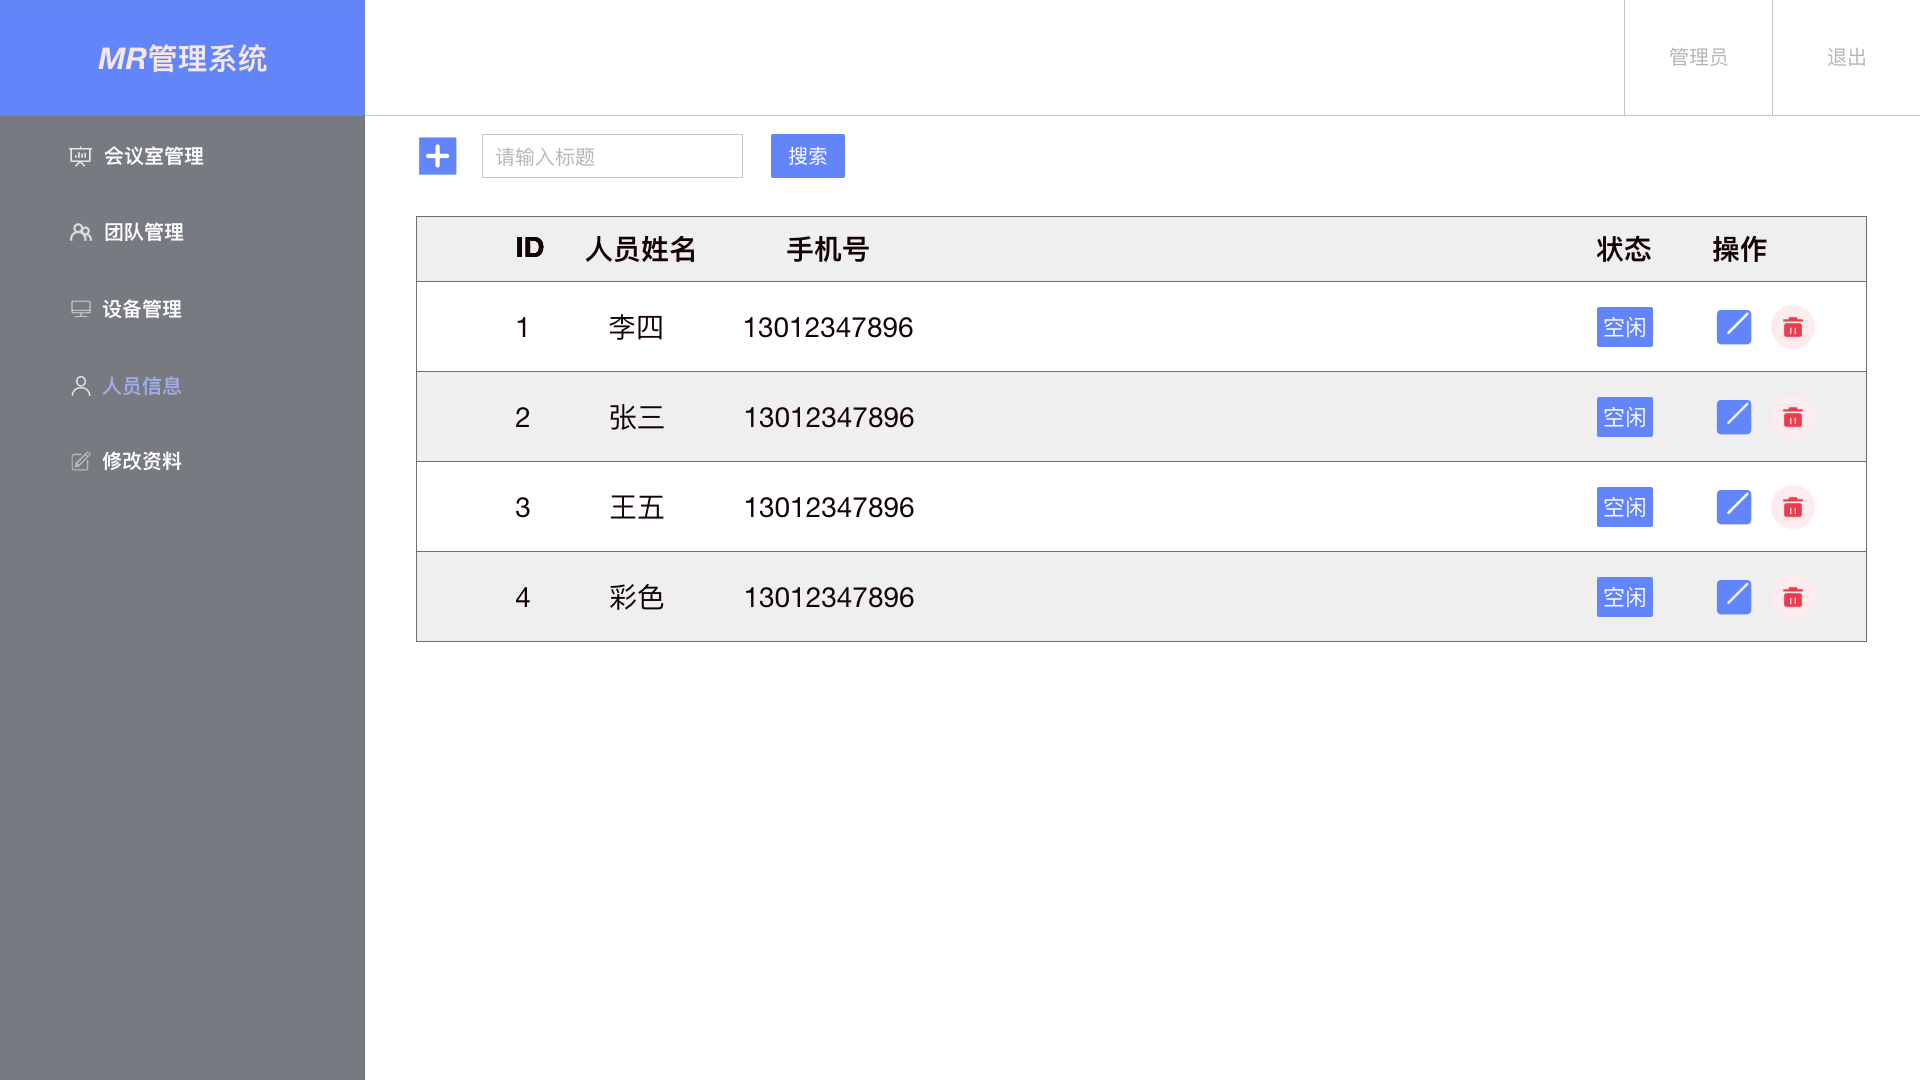 MR管理系统
管理员
退出
会议室管理
团队管理
设备管理
人员信息
修改资料
请输入标题
搜索
ID 人员姓名 手机号 状态 操作
1 李四 13012347896 空闲
2 张三 13012347896 空闲
3 王五 13012347896 空闲
4 彩色 13012347896 空闲